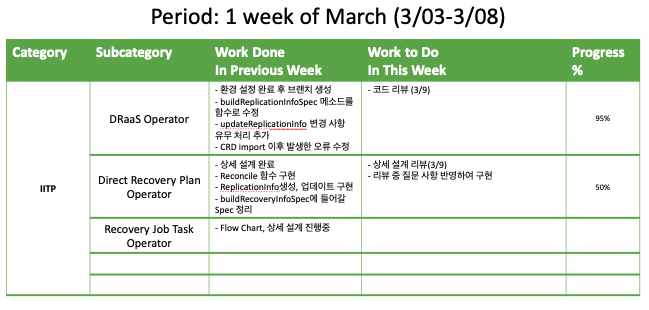 Period: 1 week of March (3/03-3/08)
Category
Subcategory
Work Done
In Previous Week
Work to Do
In This Week
Progress
%
IITP
DRaaS Operator
- 환경 설정 완료 후 브랜치 생성
- buildReplicationInfoSpec 메소드를
함수로 수정
- updateReplicationInfo 변경 사항
유무 처리 추가
- CRD import 이후 발생한 오류 수정
- 코드 리뷰 (3/9)
95%
Direct Recovery Plan
Operator
- 상세 설계 완료
- Reconcile 함수 구현
- ReplicationInfo생성, 업데이트 구현
- buildRecoveryInfoSpec에 들어갈
Spec 정리
- 상세 설계 리뷰(3/9)
- 리뷰 중 질문 사항 반영하여 구현
50%
Recovery Job Task
Operator
- Flow Chart, 상세 설계 진행중